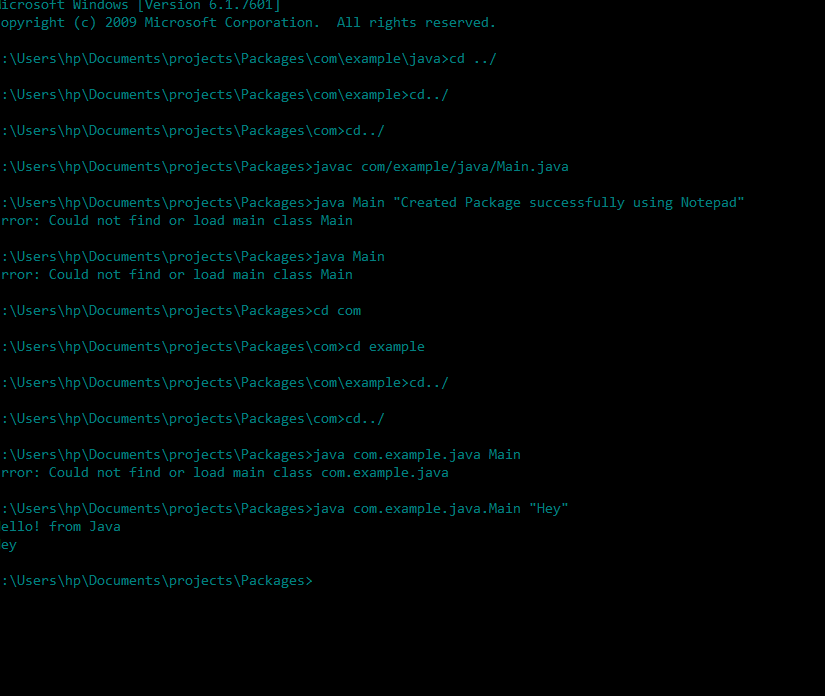 icrosoft Windows [Version 6.1.7601]
opyright (c) 2009 Microsoft Corporation.  All rights reserved.
:\Users\hp\Documents\projects\Packages\com\example\java>cd ../
:\Users\hp\Documents\projects\Packages\com\example>cd../
:\Users\hp\Documents\projects\Packages\com>cd../
:\Users\hp\Documents\projects\Packages>javac com/example/java/Main.java
:\Users\hp\Documents\projects\Packages>java Main "Created Package successfully using Notepad"
rror: Could not find or load main class Main
:\Users\hp\Documents\projects\Packages>java Main
rror: Could not find or load main class Main
:\Users\hp\Documents\projects\Packages>cd com
:\Users\hp\Documents\projects\Packages\com>cd example
:\Users\hp\Documents\projects\Packages\com\example>cd../
:\Users\hp\Documents\projects\Packages\com>cd../
:\Users\hp\Documents\projects\Packages>java com.example.java Main
rror: Could not find or load main class com.example.java
:\Users\hp\Documents\projects\Packages>java com.example.java.Main "Hey"
ello! from Java
ey
:\Users\hp\Documents\projects\Packages>